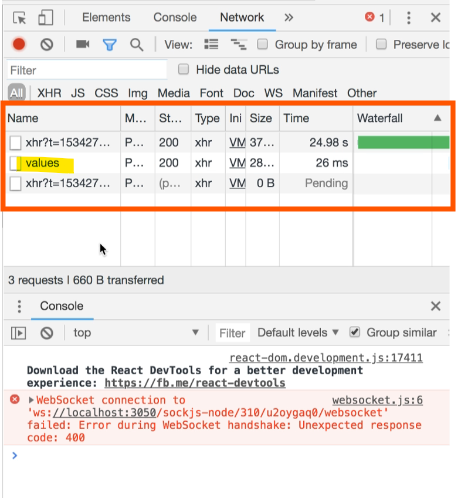 Elements Console Network » 1
View: Group by frame Preserve lo
Filter Hide data URLs
All XHR JS CSS Img Media Font Doc WS Manifest Other
Name M... St... Type Ini Size Time Waterfall
xhr?t=153427... P... 200 xhr VM 37... 24.98 s
values P... 200 xhr VM 28... 26 ms
xhr?t=153427... P... (p... xhr VM 0 B Pending
3 requests | 660 B transferred
Console
top Filter Default levels Group similar
react-dom.development.js:17411
Download the React DevTools for a better development
experience: https://fb.me/react-devtools
WebSocket connection to websocket.js:6
'ws://localhost:3050/sockjs-node/310/u2oygaq0/websocket'
failed: Error during WebSocket handshake: Unexpected response
code: 400